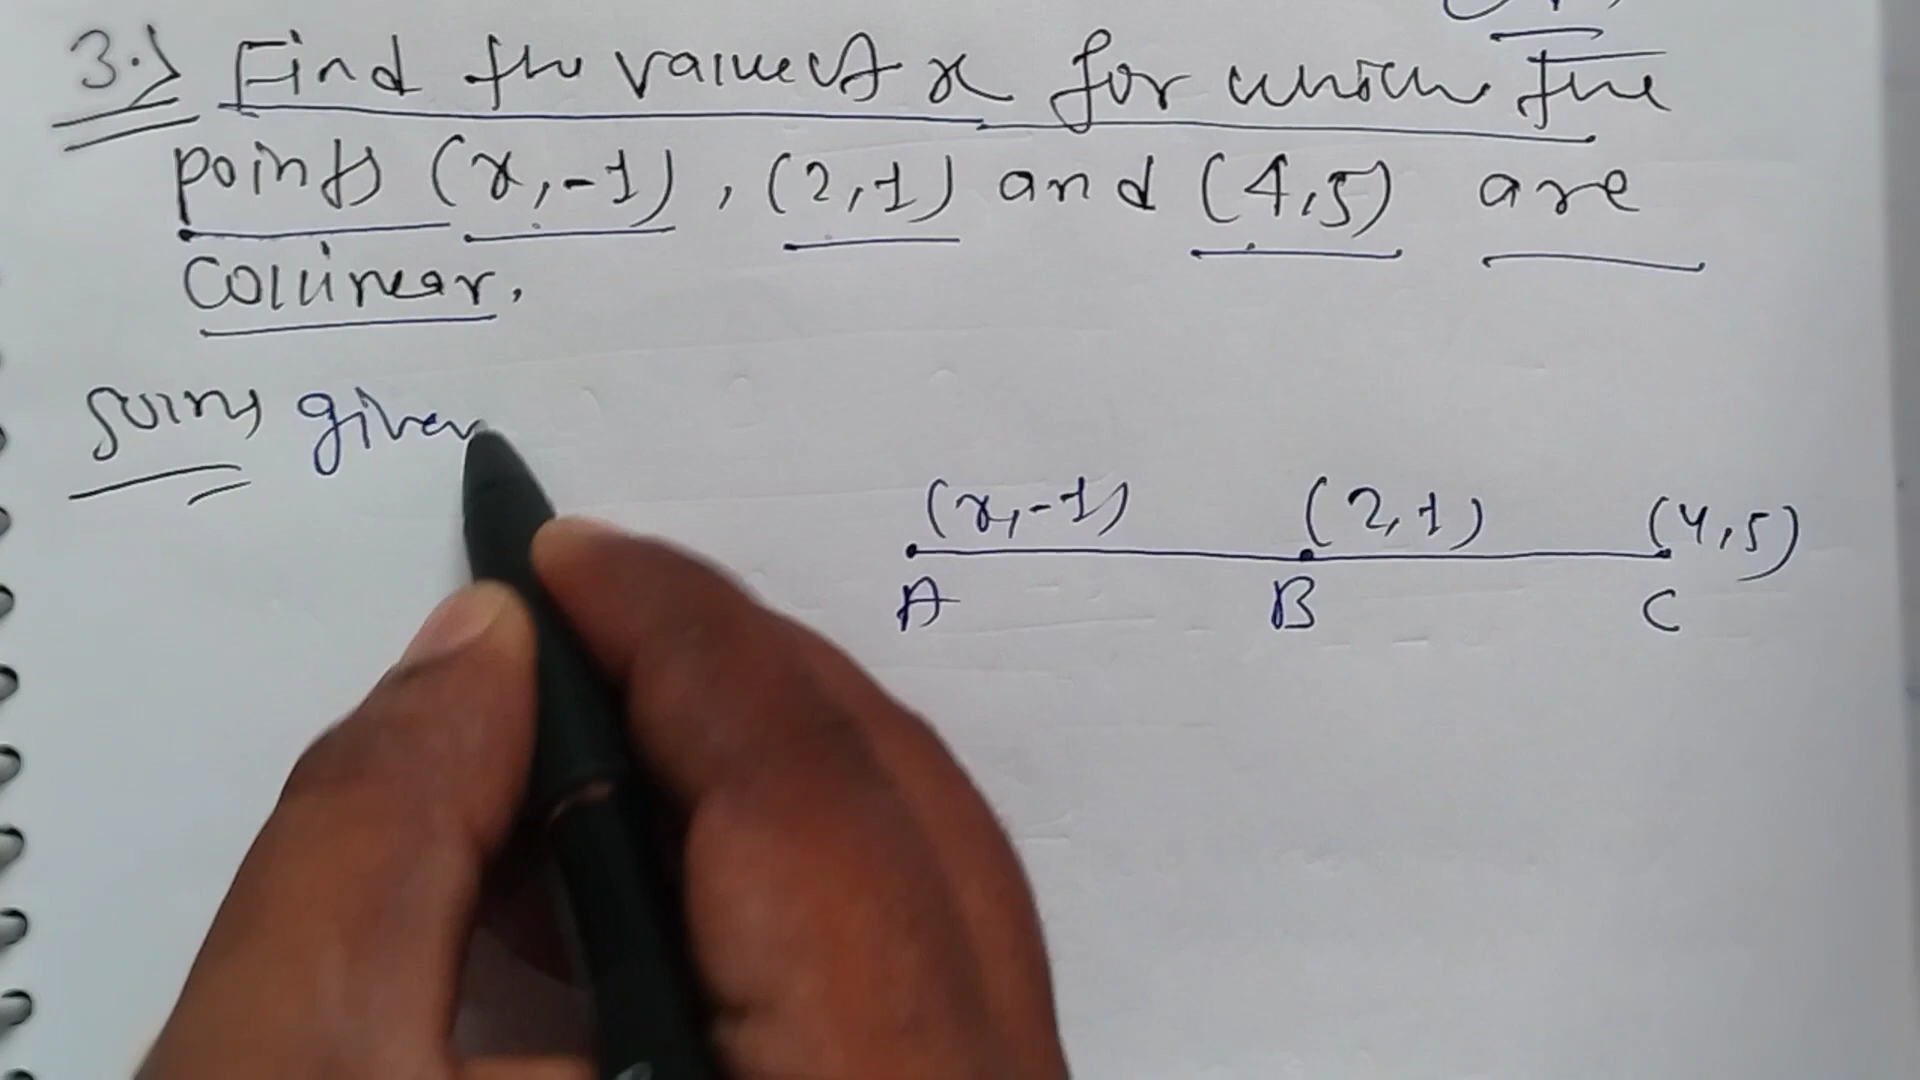 3.) Find the value of x for which the
points (x,-1), (2,1) and (4,5) are
collinear.
Soln) given
(x,-1) (2,1) (4,5)
A B C